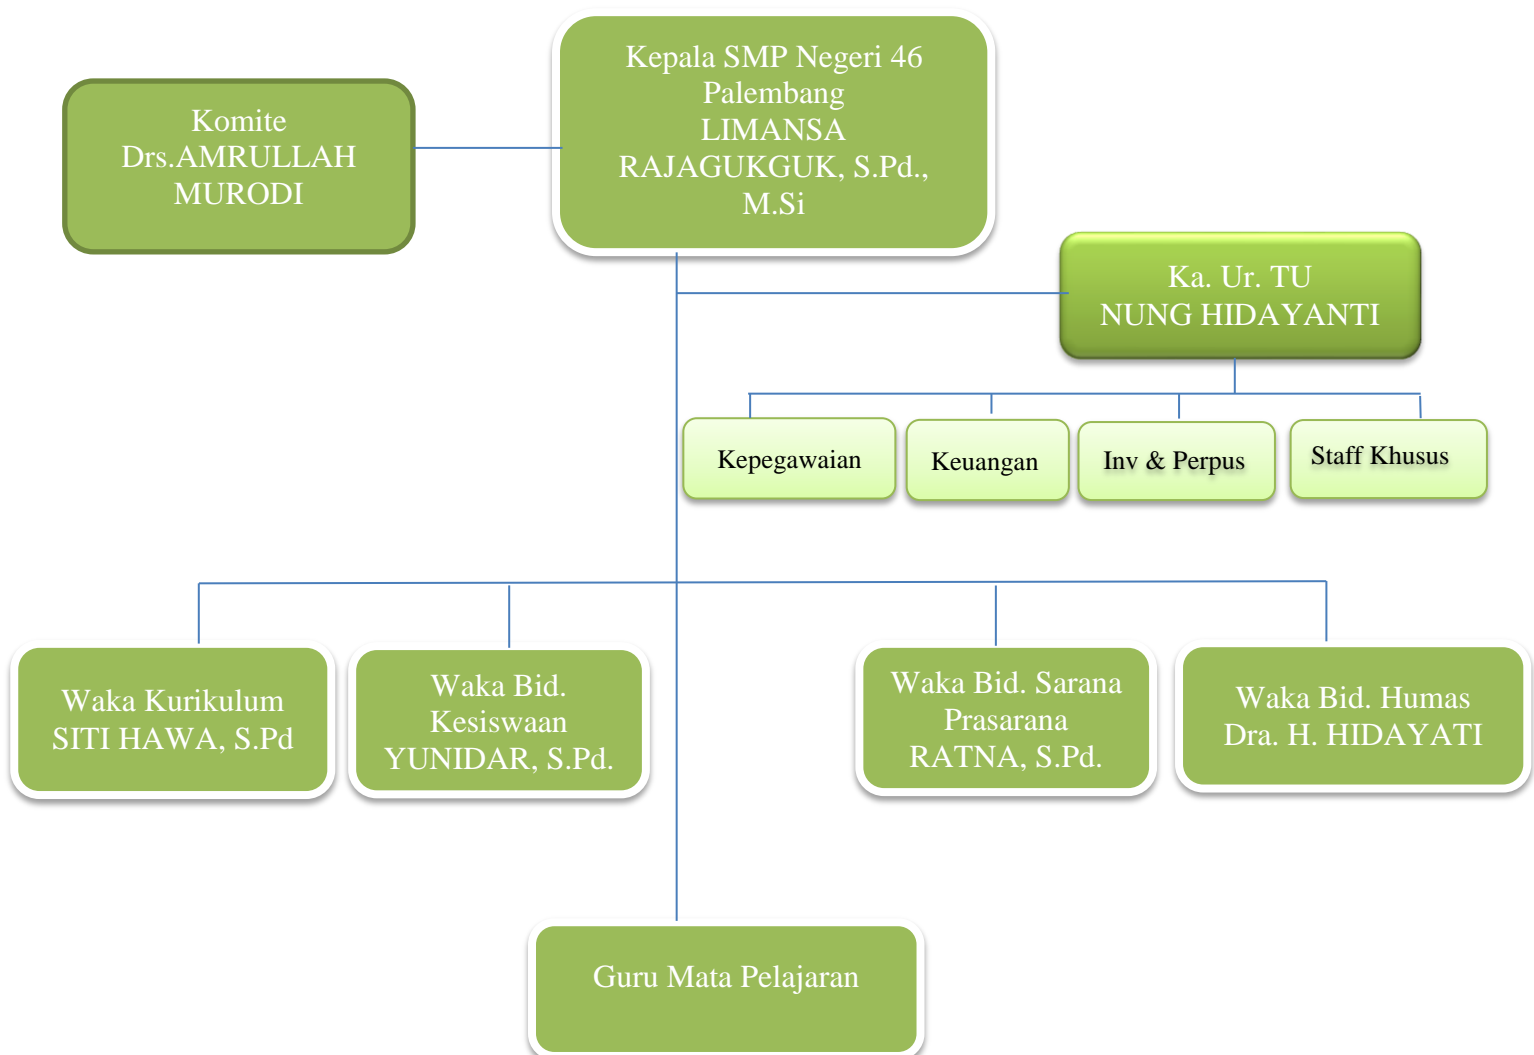 Kepala SMP Negeri 46
Palembang
LIMANSA
RAJAGUKGUK, S.Pd.,
M.Si
Komite
Drs.AMRULLAH
MURODI
Ka. Ur. TU
NUNG HIDAYANTI
Kepegawaian
Keuangan
Inv & Perpus
Staff Khusus
Waka Kurikulum
SITI HAWA, S.Pd
Waka Bid.
Kesiswaan
YUNIDAR, S.Pd.
Waka Bid. Sarana
Prasarana
RATNA, S.Pd.
Waka Bid. Humas
Dra. H. HIDAYATI
Guru Mata Pelajaran